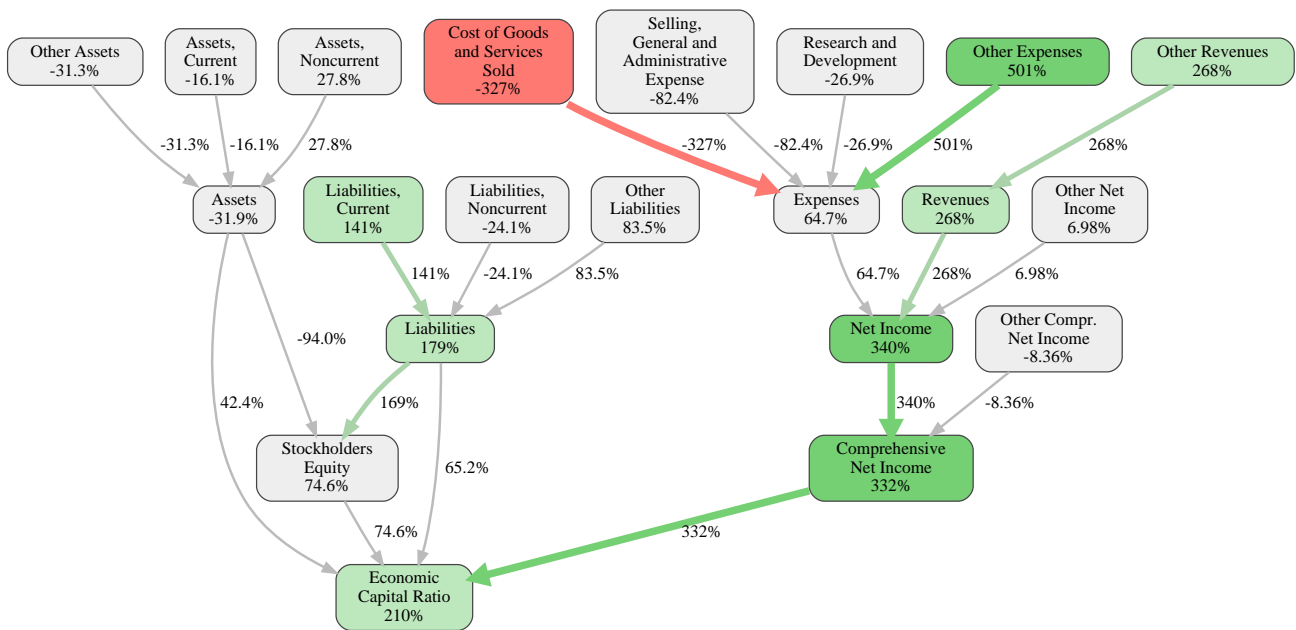 Other Assets
-31.3%
Assets,
Current
-16.1%
Assets,
Noncurrent
27.8%
Cost of Goods
and Services
Sold
-327%
Selling,
General and
Administrative
Expense
-82.4%
Research and
Development
-26.9%
Other Expenses
501%
Other Revenues
268%
-31.3%
-16.1%
27.8%
-327%
-82.4%
-26.9%
501%
268%
Assets
-31.9%
Liabilities,
Current
141%
Liabilities,
Noncurrent
-24.1%
Other
Liabilities
83.5%
Expenses
64.7%
Revenues
268%
Other Net
Income
6.98%
141%
-24.1%
83.5%
64.7%
268%
6.98%
-94.0%
Liabilities
179%
Net Income
340%
Other Compr.
Net Income
-8.36%
42.4%
169%
340%
-8.36%
Stockholders
Equity
74.6%
65.2%
Comprehensive
Net Income
332%
74.6%
332%
Economic
Capital Ratio
210%